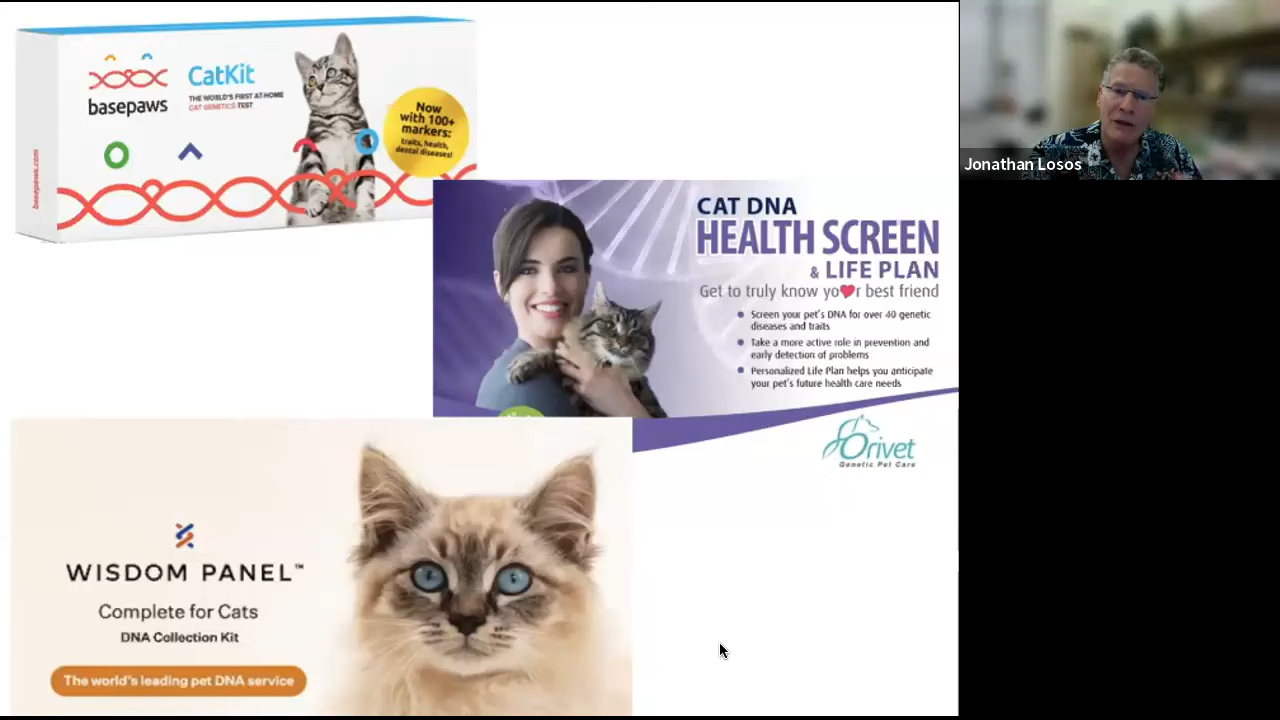 basepaws
CatKit
THE WORLD'S FIRST AT-HOME
CAT GENETICS TEST
Now
with 100+
markers:
traits, health,
dental diseases!
basepaws.com
Jonathan Losos
CAT DNA
HEALTH SCREEN
& LIFE PLAN
Get to truly know yo r best friend
Screen your pet's DNA for over 40 genetic
diseases and traits
Take a more active role in prevention and
early detection of problems
Personalized Life Plan helps you anticipate
your pet's future health care needs
Orivet
Genetic Pet Care
WISDOM PANEL™
Complete for Cats
DNA Collection Kit
The world's leading pet DNA service